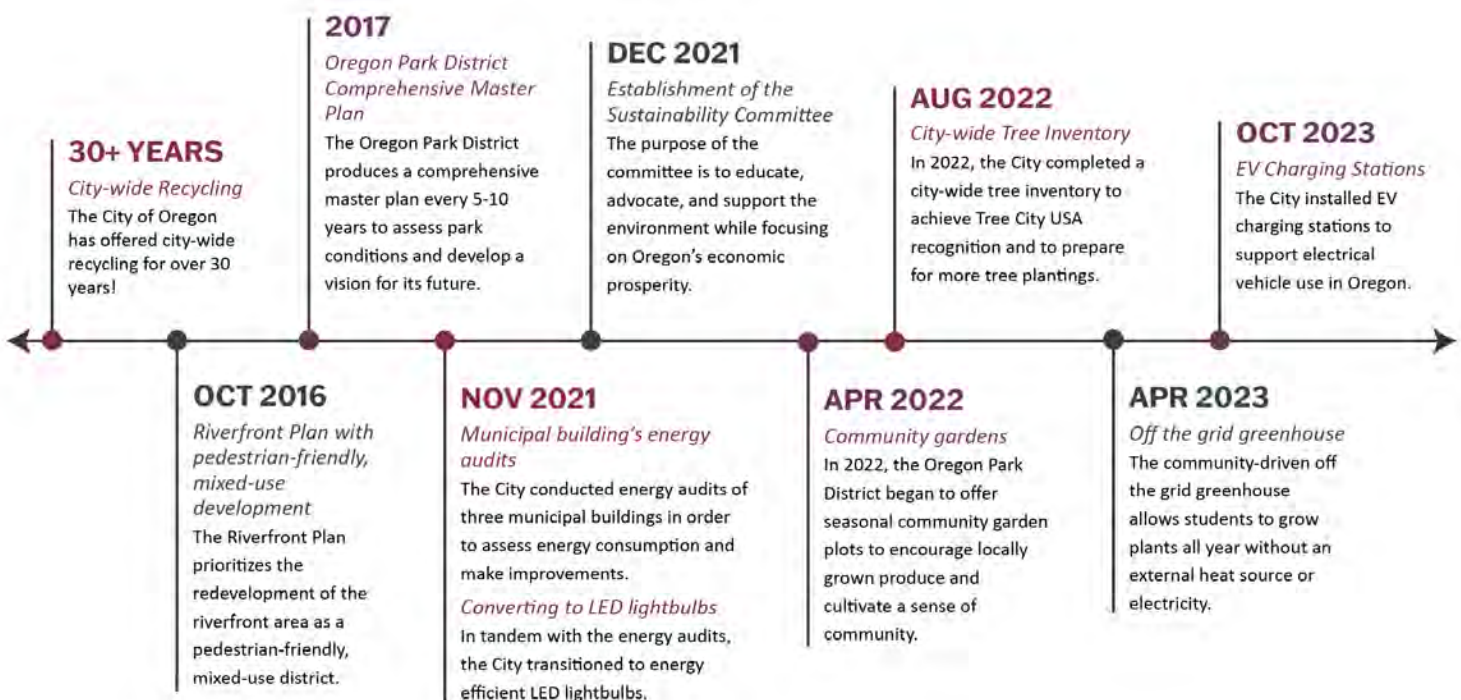 30+ YEARS
City-wide Recycling
The City of Oregon
has offered city-wide
recycling for over 30
years!
OCT 2016
Riverfront Plan with
pedestrian-friendly,
mixed-use
development
The Riverfront Plan
prioritizes the
redevelopment of the
riverfront area as a
pedestrian-friendly,
mixed-use district.
2017
Oregon Park District
Comprehensive Master
Plan
The Oregon Park District
produces a comprehensive
master plan every 5-10
years to assess park
conditions and develop a
vision for its future.
NOV 2021
Municipal building's energy
audits
The City conducted energy audits of
three municipal buildings in order
to assess energy consumption and
make improvements.
Converting to LED lightbulbs
In tandem with the energy audits,
the City transitioned to energy
efficient LED lightbulbs.
DEC 2021
Establishment of the
Sustainability Committee
The purpose of the
committee is to educate,
advocate, and support the
environment while focusing
on Oregon's economic
prosperity.
APR 2022
Community gardens
In 2022, the Oregon Park
District began to offer
seasonal community garden
plots to encourage locally
grown produce and
cultivate a sense of
community.
AUG 2022
City-wide Tree Inventory
In 2022, the City completed a
city-wide tree inventory to
achieve Tree City USA
recognition and to prepare
for more tree plantings.
APR 2023
Off the grid greenhouse
The community-driven off
the grid greenhouse
allows students to grow
plants all year without an
external heat source or
electricity.
OCT 2023
EV Charging Stations
The City installed EV
charging stations to
support electrical
vehicle use in Oregon.